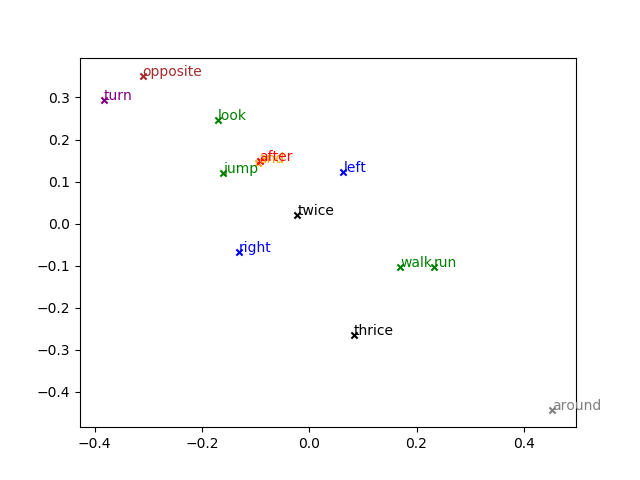 opposite
turn
look
after
and
jump
left
twice
right
walk
run
thrice
around
0.3
0.2
0.1
0.0
−0.1
−0.2
−0.3
−0.4
−0.4
−0.2
0.0
0.2
0.4